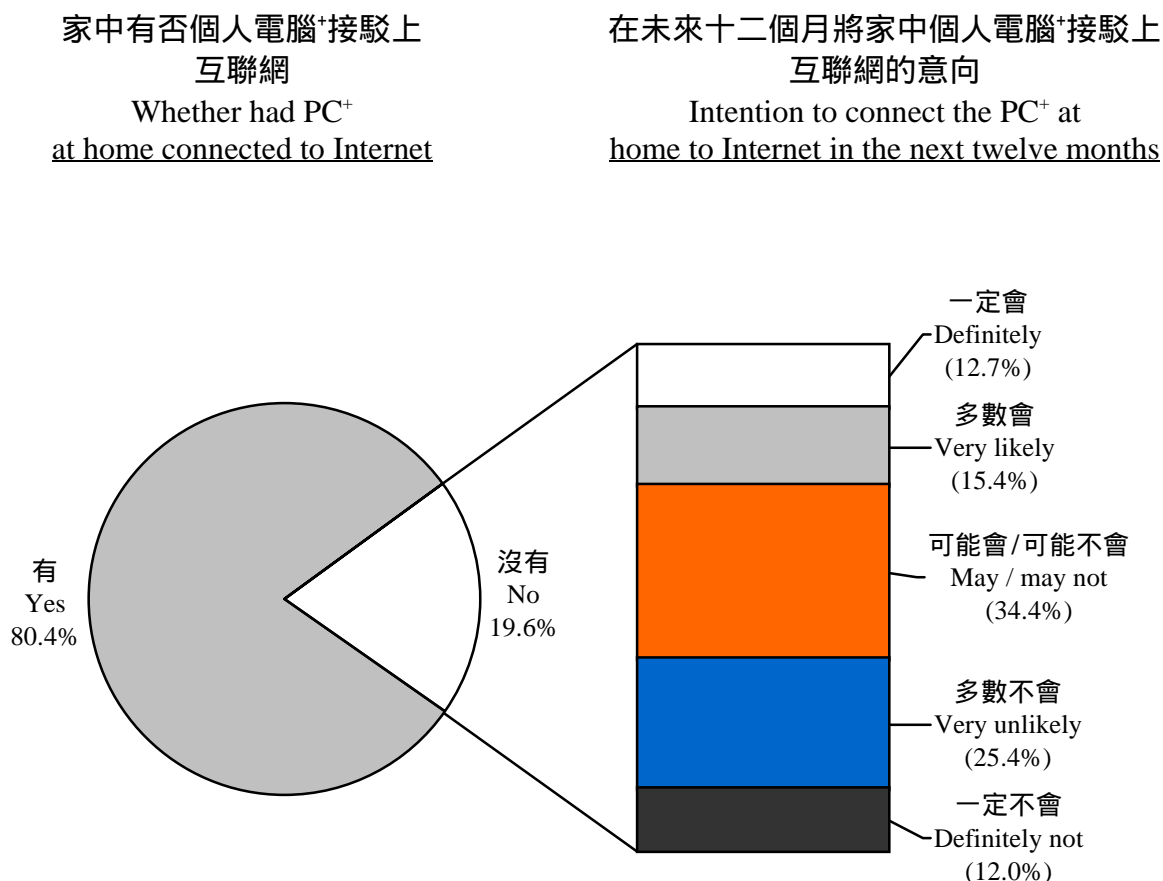 家中有否個人電腦+接駁上
互聯網
Whether had PC+
at home connected to Internet
在未來十二個月將家中個人電腦+接駁上
互聯網的意向
Intention to connect the PC+ at
home to Internet in the next twelve months
有
Yes
80.4%
沒有
No
19.6%
一定會
Definitely
(12.7%)
多數會
Very likely
(15.4%)
可能會/可能不會
May / may not
(34.4%)
多數不會
Very unlikely
(25.4%)
一定不會
Definitely not
(12.0%)